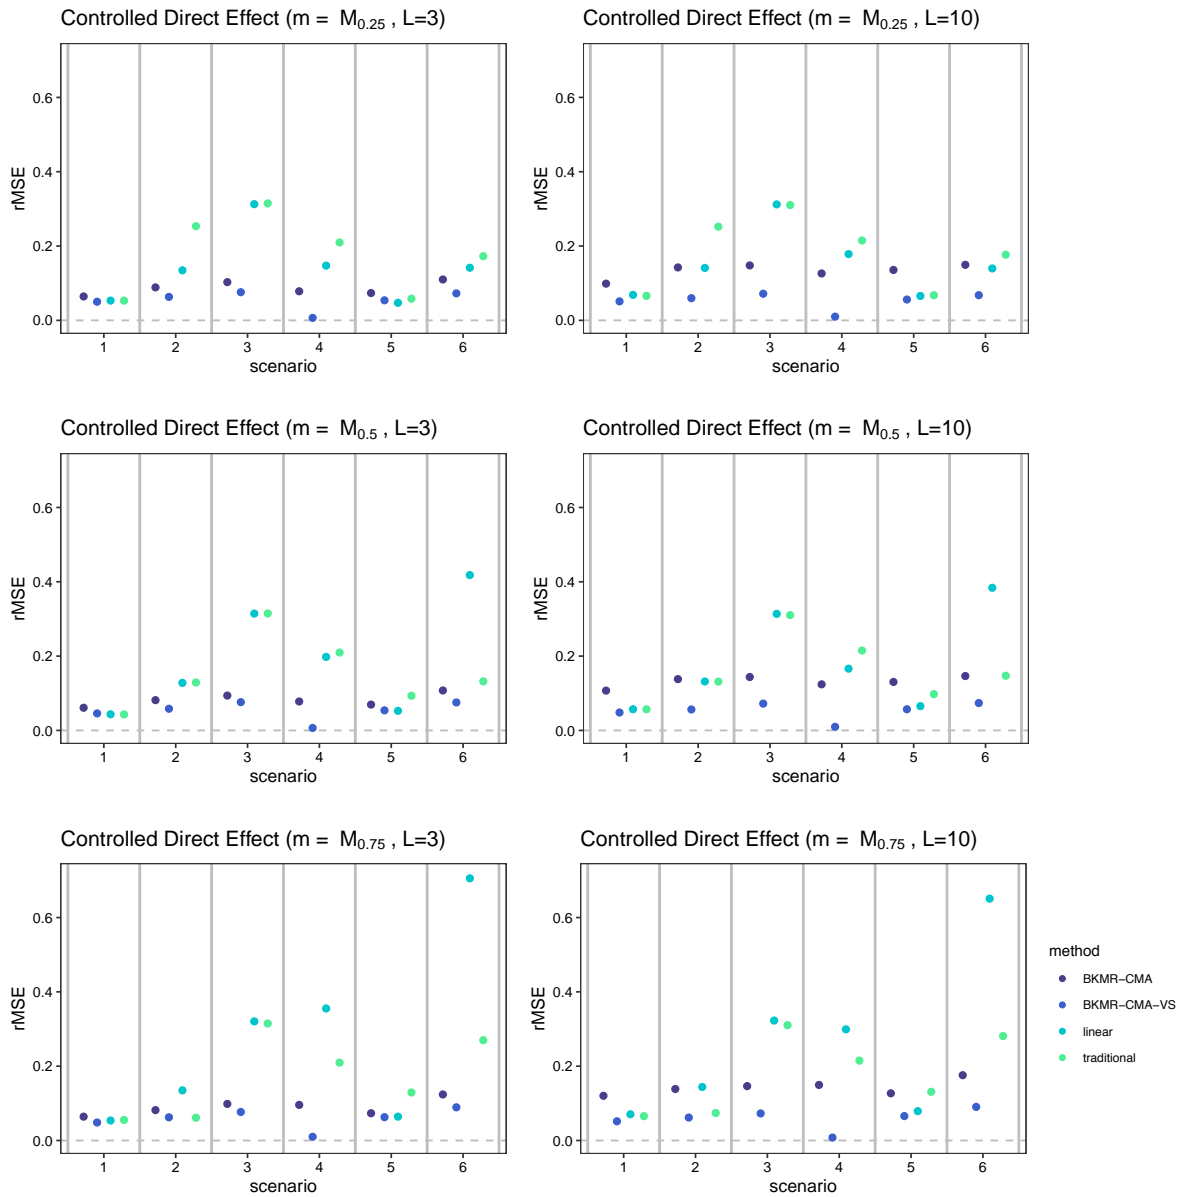 Controlled Direct Effect (m = M0.25 , L=3)
0.6
0.4
0.2
0.0
rMSE
1 2 3 4 5 6
scenario
Controlled Direct Effect (m = M0.25 , L=10)
0.6
0.4
0.2
0.0
rMSE
1 2 3 4 5 6
scenario
Controlled Direct Effect (m = M0.5 , L=3)
0.6
0.4
0.2
0.0
rMSE
1 2 3 4 5 6
scenario
Controlled Direct Effect (m = M0.5 , L=10)
0.6
0.4
0.2
0.0
rMSE
1 2 3 4 5 6
scenario
Controlled Direct Effect (m = M0.75 , L=3)
0.6
0.4
0.2
0.0
rMSE
1 2 3 4 5 6
scenario
Controlled Direct Effect (m = M0.75 , L=10)
0.6
0.4
0.2
0.0
rMSE
1 2 3 4 5 6
scenario
method
BKMR−CMA
BKMR−CMA−VS
linear
traditional